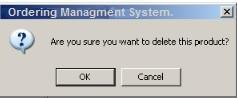 Ordering Managment System.
Are you sure you want to delete this product?
OK
Cancel